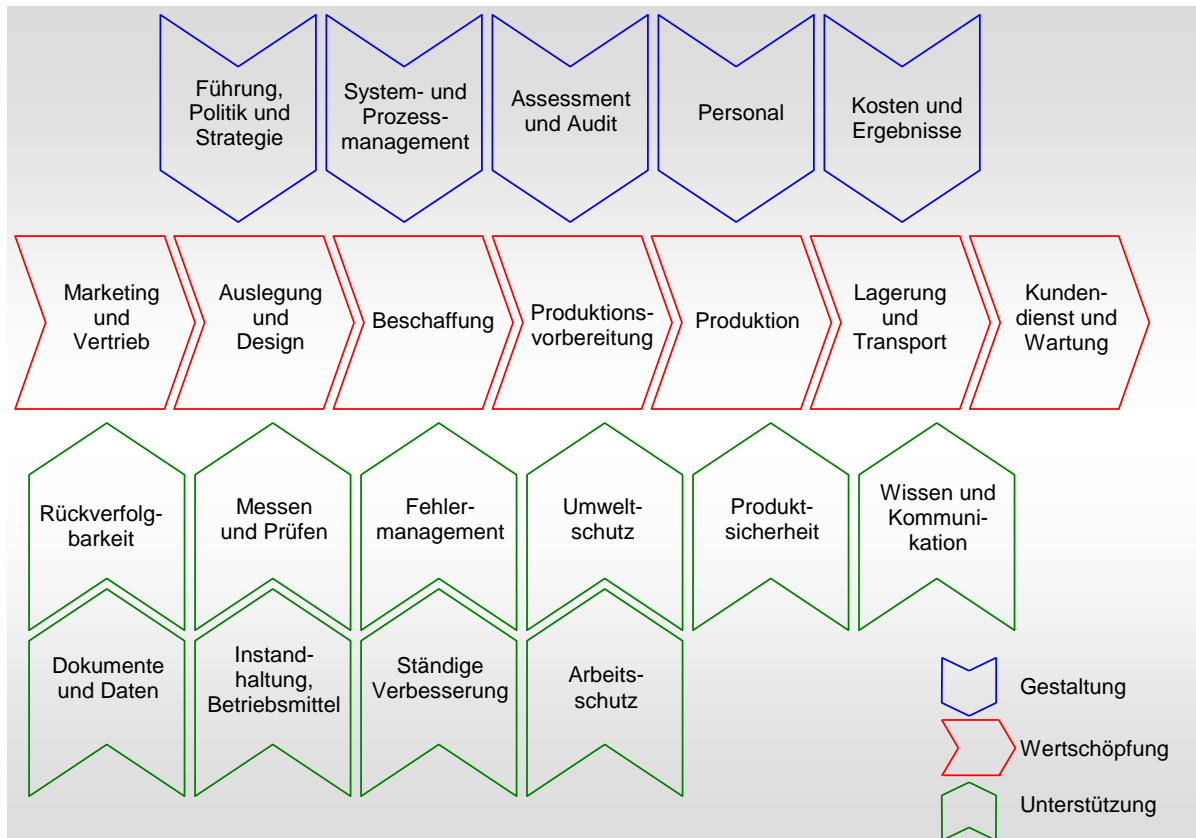 Führung,
Politik und
Strategie
System- und
Prozess-
management
Assessment
und Audit
Personal
Kosten und
Ergebnisse
Marketing
und
Vertrieb
Auslegung
und
Design
Beschaffung
Produktions-
vorbereitung
Produktion
Lagerung
und
Transport
Kunden-
dienst und
Wartung
Rückverfolg-
barkeit
Messen
und Prüfen
Fehler-
management
Umwelt-
schutz
Produkt-
sicherheit
Wissen und
Kommuni-
kation
Dokumente
und Daten
Instand-
haltung,
Betriebsmittel
Ständige
Verbesserung
Arbeits-
schutz
Gestaltung
Wertschöpfung
Unterstützung